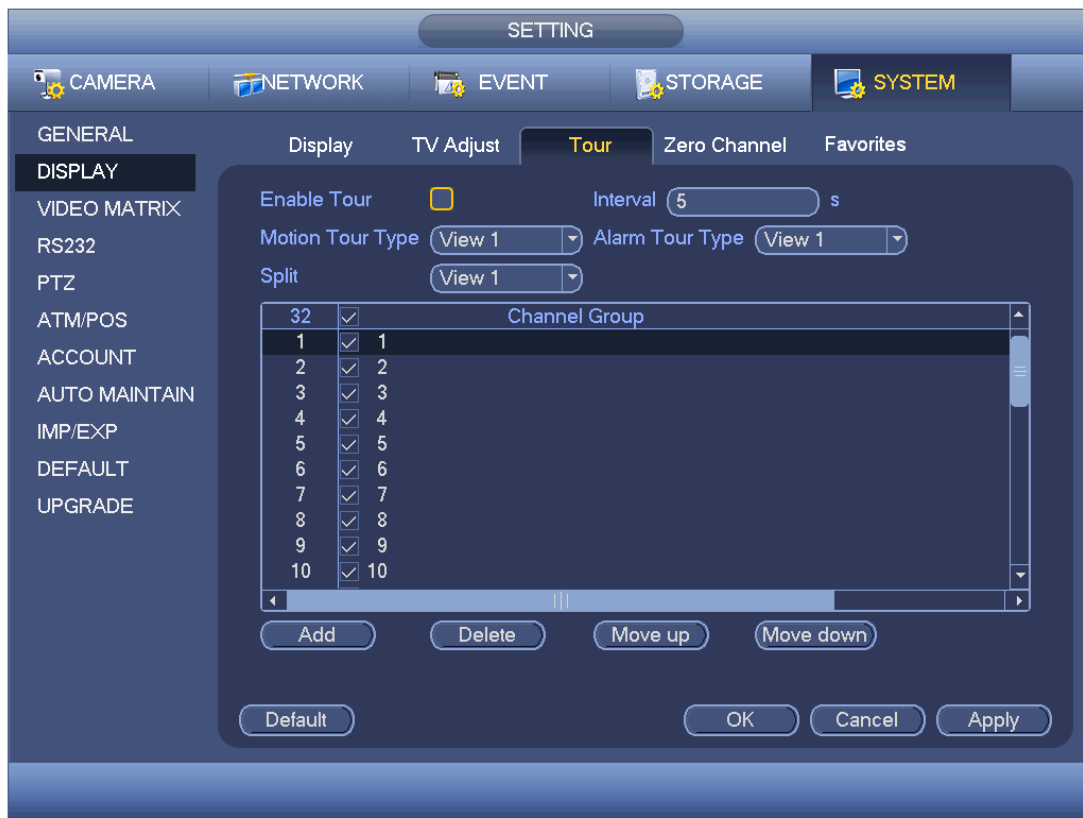 SETTING
CAMERA NETWORK EVENT STORAGE SYSTEM
GENERAL
DISPLAY
VIDEO MATRIX
RS232
PTZ
ATM/POS
ACCOUNT
AUTO MAINTAIN
IMP/EXP
DEFAULT
UPGRADE
Display TV Adjust Tour Zero Channel Favorites
Enable Tour Interval 5 s
Motion Tour Type View 1 Alarm Tour Type View 1
Split View 1
32 Channel Group
1 1
2 2
3 3
4 4
5 5
6 6
7 7
8 8
9 9
10 10
Add Delete Move up Move down
Default OK Cancel Apply